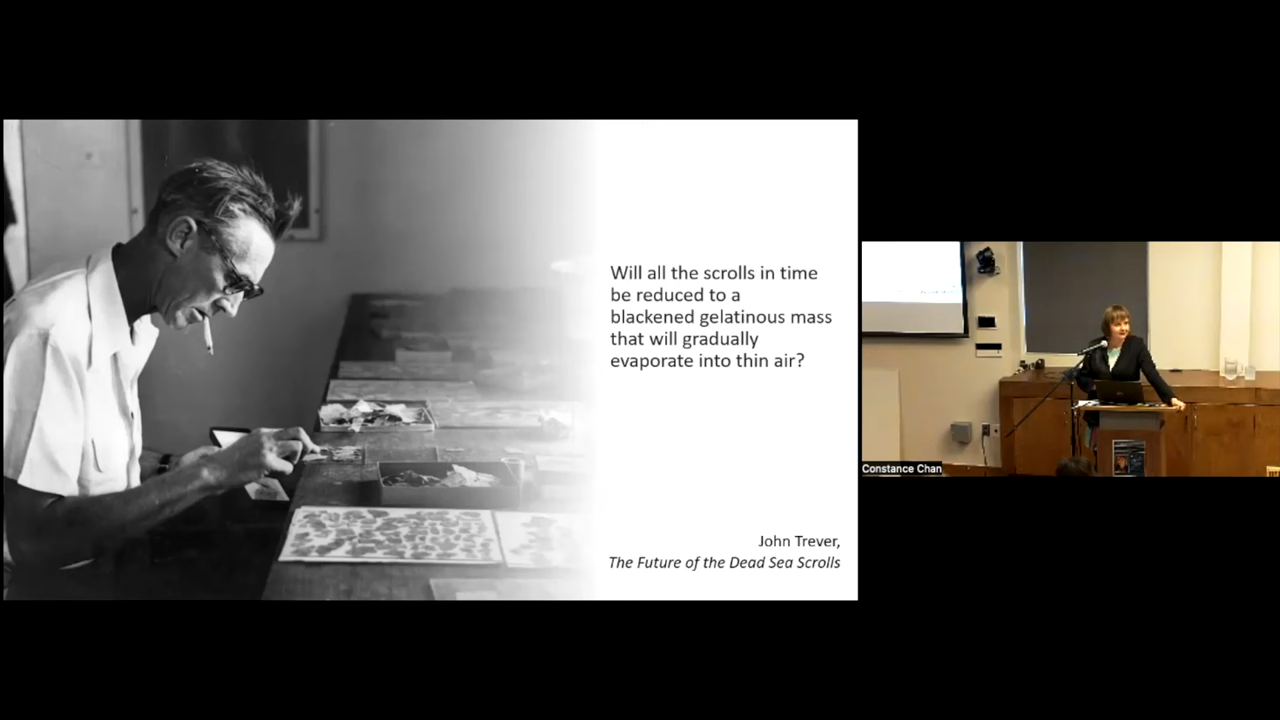 Will all the scrolls in time
be reduced to a
blackened gelatinous mass
that will gradually
evaporate into thin air?
John Trever,
The Future of the Dead Sea Scrolls
Constance Chan